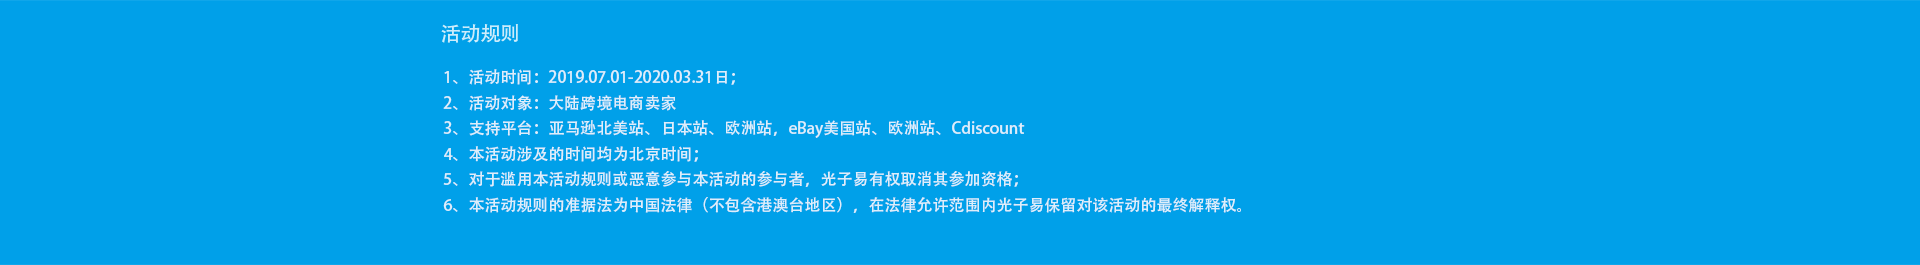 活动规则
1、活动时间：2019.07.01-2020.03.31日；
2、活动对象：大陆跨境电商卖家
3、支持平台：亚马逊北美站、日本站、欧洲站，eBay美国站、欧洲站、Cdiscount
4、本活动涉及的时间均为北京时间；
5、对于滥用本活动规则或恶意参与本活动的参与者，光子易有权取消其参加资格；
6、本活动规则的准据法为中国法律（不包含港澳台地区），在法律允许范围内光子易保留对该活动的最终解释权。